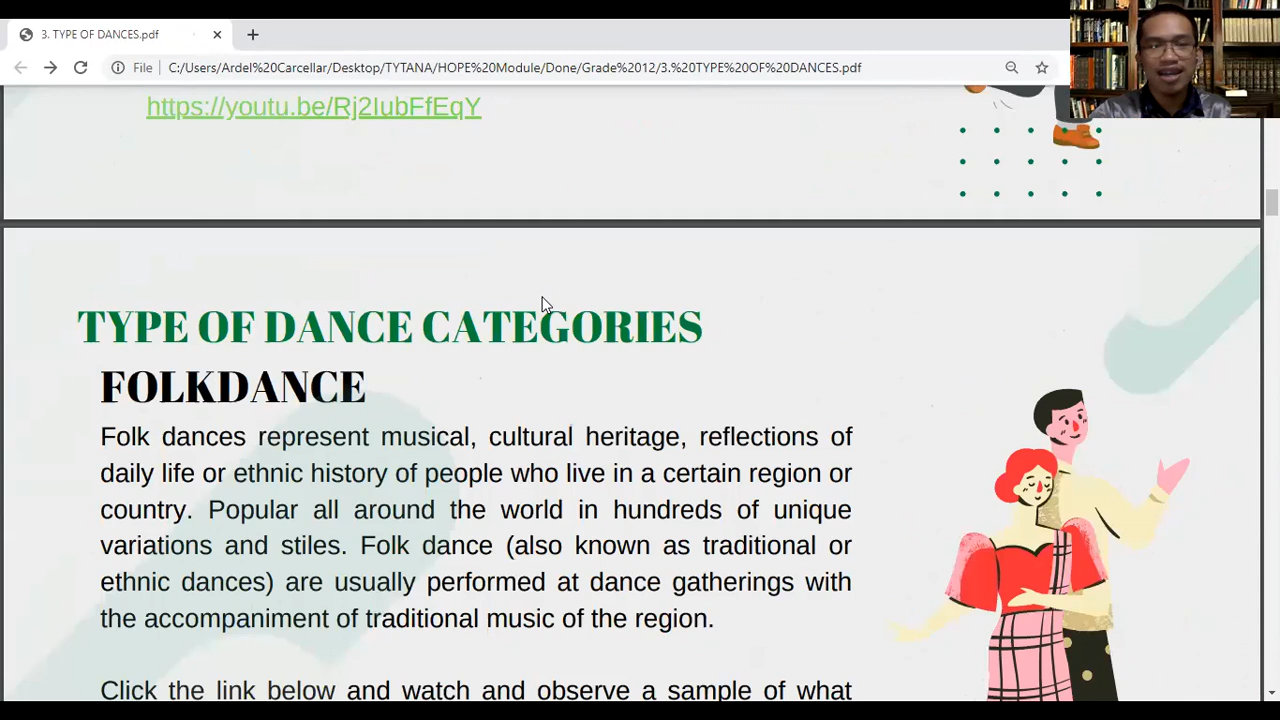 3. TYPE OF DANCES.pdf
File
C:/Users/Ardel%20Carcellar/Desktop/TYTANA/HOPE%20Module/Done/Grade%2012/3.%20TYPE%20OF%20DANCES.pdf
https://youtu.be/Rj2IubFfEqY
TYPE OF DANCE CATEGORIES
FOLKDANCE
Folk dances represent musical, cultural heritage, reflections of
daily life or ethnic history of people who live in a certain region or
country. Popular all around the world in hundreds of unique
variations and stiles. Folk dance (also known as traditional or
ethnic dances) are usually performed at dance gatherings with
the accompaniment of traditional music of the region.
Click the link below and watch and observe a sample of what